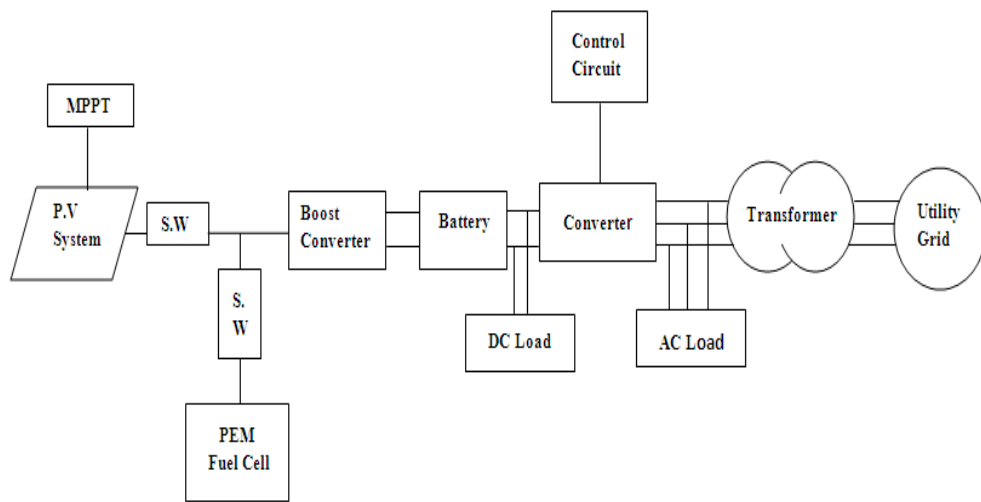 Control
Circuit
MPPT
P.V
System
S.W
Boost
Converter
Battery
Converter
Transformer
Utility
Grid
S.
W
DC Load
AC Load
PEM
Fuel Cell